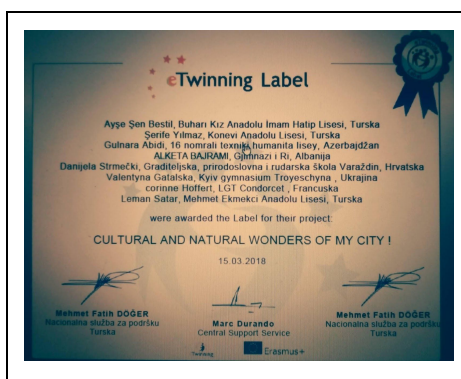 eTwinning Label
Ayşe Şen Bestil, Buharı Kız Anadolu İmam Hatip Lisesi, Turska
Şerife Yılmaz, Konevi Anadolu Lisesi, Turska
Gulnara Abidi, 16 nomrali texniki humanita lisey, Azerbajdžan
ALKETA BAJRAMI, Gjimnazi i Ri, Albanija
Danijela Strmečki, Graditeljska, prirodoslovna i rudarska škola Varaždin, Hrvatska
Valentyna Gatalska, Kyiv gymnasium Troyeschyna , Ukrajina
corinne Hoffert, LGT Condorcet , Francuska
Leman Satar, Mehmet Ekmekci Anadolu Lisesi, Turska
were awarded the Label for their project:
CULTURAL AND NATURAL WONDERS OF MY CITY !
15.03.2018
Mehmet Fatih DÖĞER
Nacionalna služba za podršku
Turska
Marc Durando
Central Support Service
Mehmet Fatih DÖĞER
Nacionalna služba za podršku
Turska
Twinning
Erasmus+